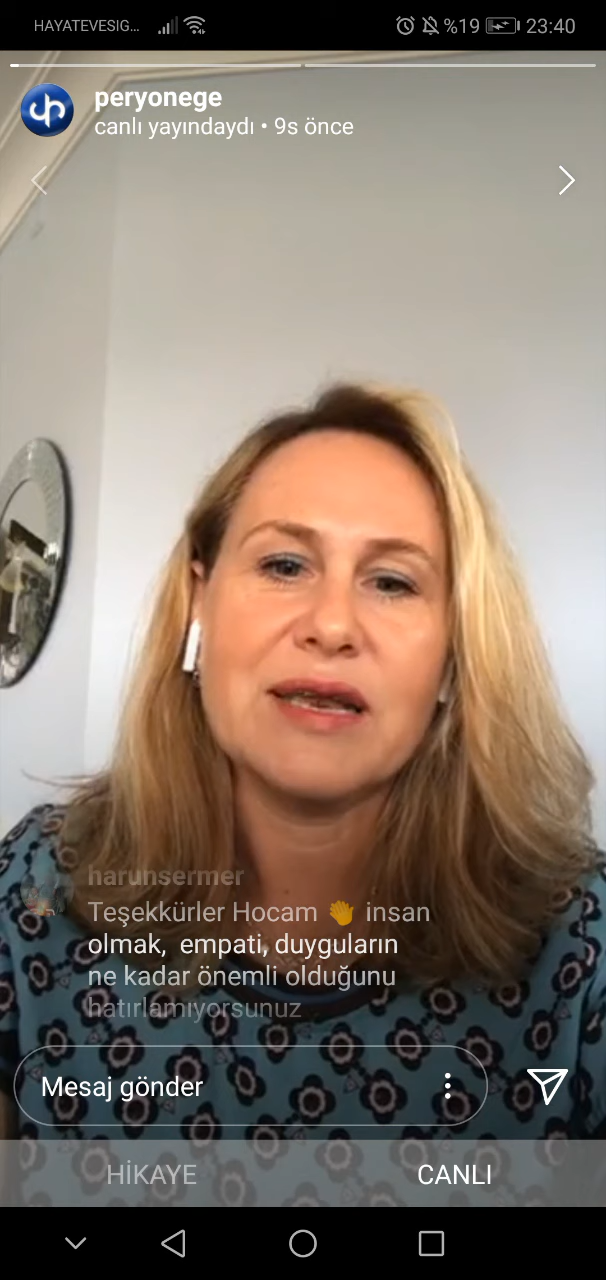 HAYATEVESIG...
%19
23:40
peryonege
canlı yayındaydı • 9s önce
harunsermer
Teşekkürler Hocam 👏 insan
olmak, empati, duyguların
ne kadar önemli olduğunu
hatırlamıyorsunuz
Mesaj gönder
HİKAYE
CANLI